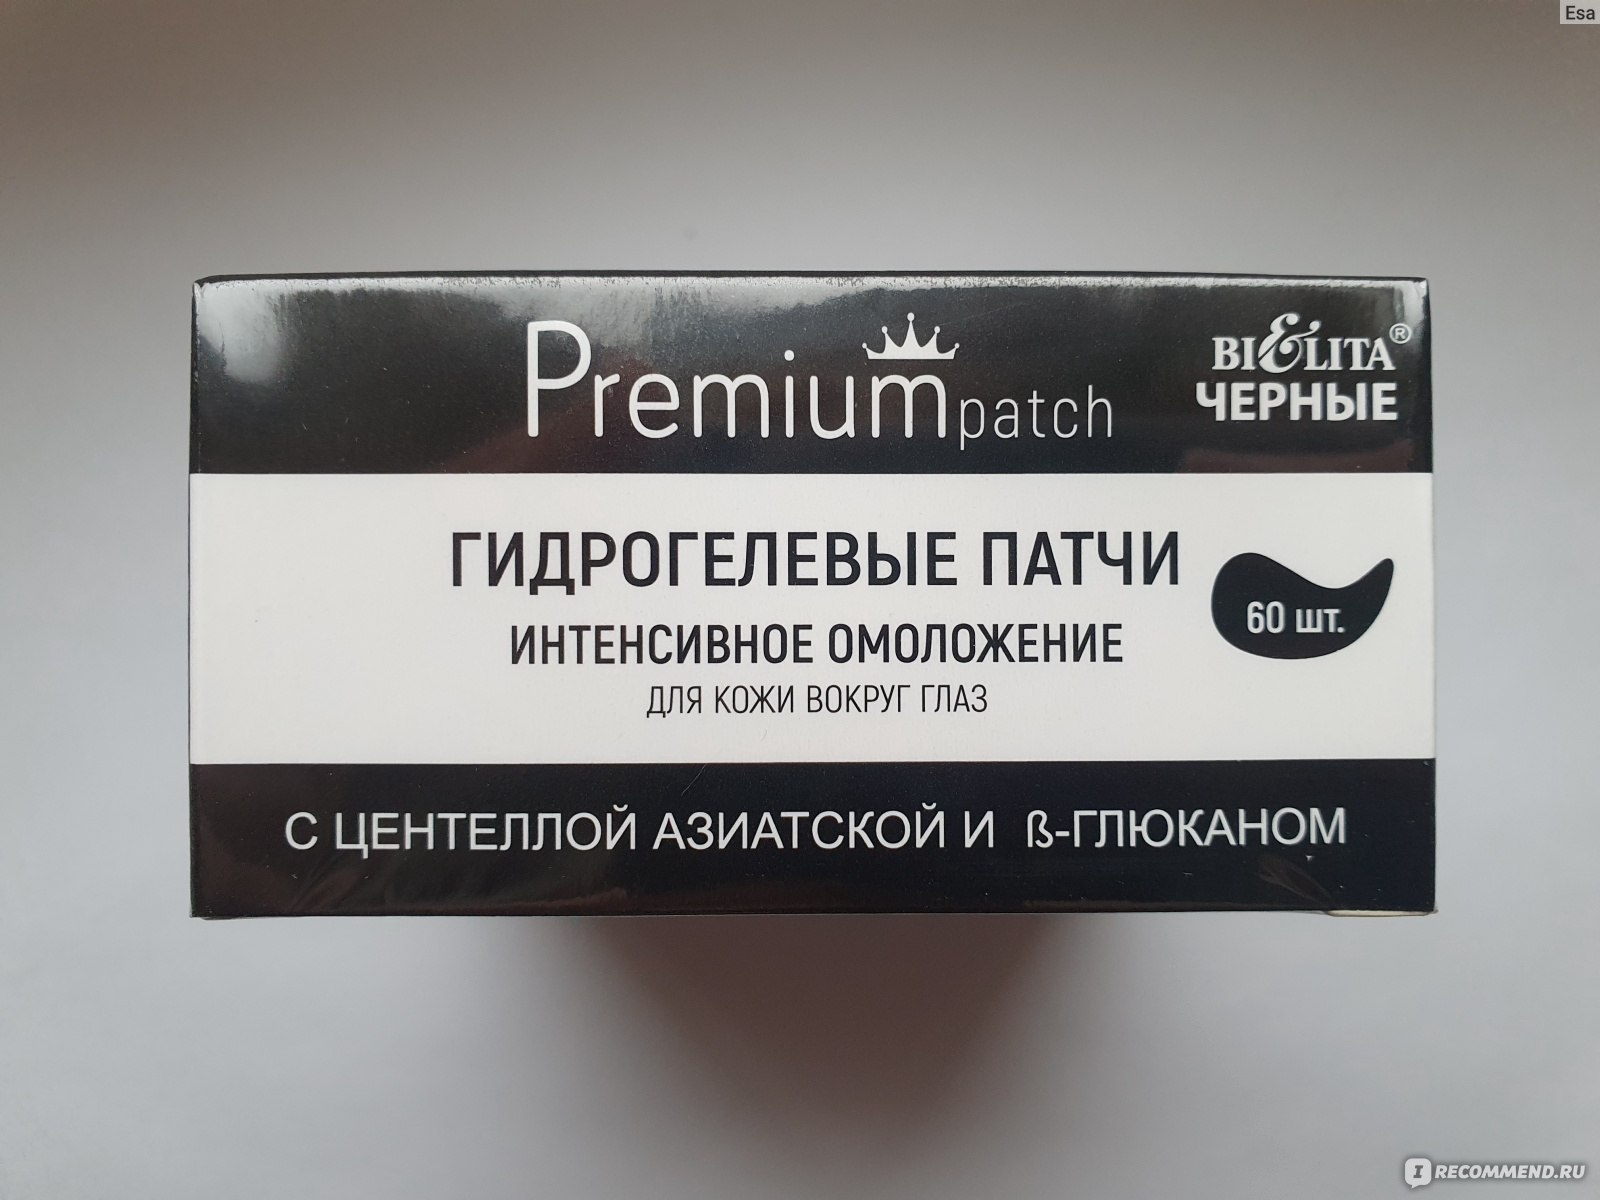 Esa
Premium patch
BIELITA®
ЧЕРНЫЕ
ГИДРОГЕЛЕВЫЕ ПАТЧИ
ИНТЕНСИВНОЕ ОМОЛОЖЕНИЕ
ДЛЯ КОЖИ ВОКРУГ ГЛАЗ
60 шт.
С ЦЕНТЕЛЛОЙ АЗИАТСКОЙ И ß-ГЛЮКАНОМ
IRECOMMEND.RU